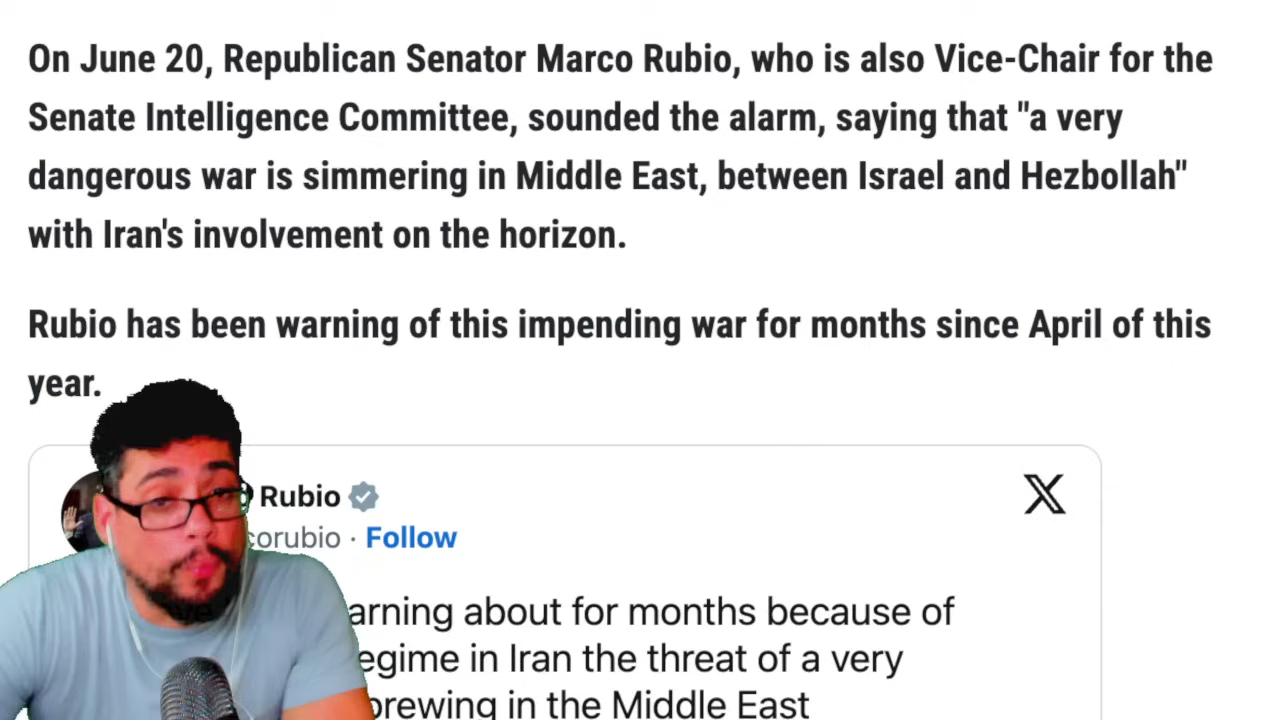 On June 20, Republican Senator Marco Rubio, who is also Vice-Chair for the
Senate Intelligence Committee, sounded the alarm, saying that "a very
dangerous war is simmering in Middle East, between Israel and Hezbollah"
with Iran's involvement on the horizon.
Rubio has been warning of this impending war for months since April of this
year.
Rubio
corubio · Follow
arning about for months because of
egime in Iran the threat of a very
brewing in the Middle East